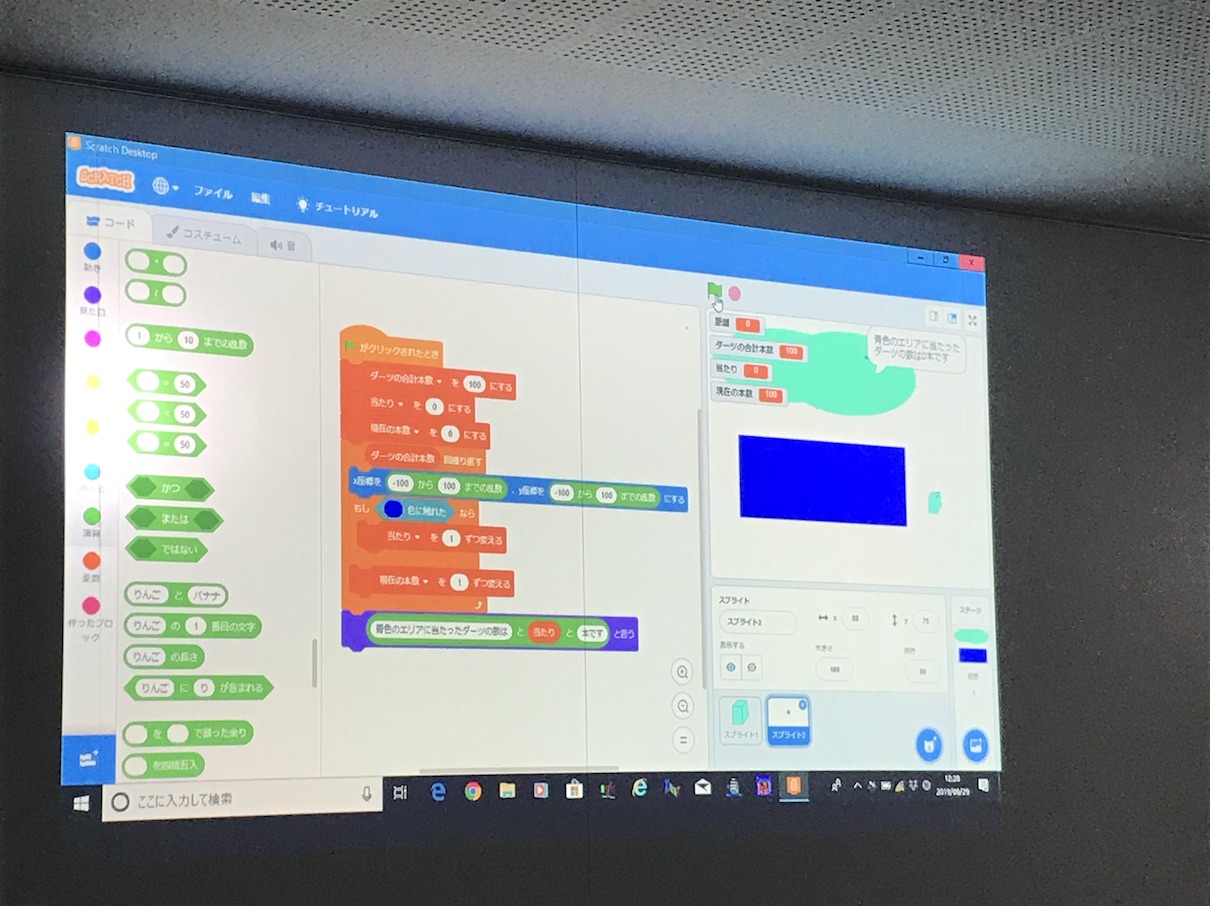 Scratch Desktop
SCRATCH
ファイル
編集
チュートリアル
コード
コスチューム
音
動き
見た目
演算
変数
作ったブロック
*
/
1 から 10 までの乱数
> 50
< 50
= 50
かつ
または
ではない
りんご と バナナ
りんご の 1 番目の文字
りんご の長さ
りんご に り が含まれる
を で割った余り
を四捨五入
がクリックされたとき
ダーツの合計本数 を 100 にする
当たり を 0 にする
現在の本数 を 0 にする
ダーツの合計本数 回繰り返す
x座標を -100 から 100 までの乱数 、y座標を -100 から 100 までの乱数 にする
もし 色に触れた なら
当たり を 1 ずつ変える
現在の本数 を 1 ずつ変える
青色のエリアに当たったダーツの数は と 当たり と 本です と言う
距離 0
ダーツの合計本数 100
当たり 0
現在の本数 100
青色のエリアに当たった
ダーツの数は0本です
スプライト
スプライト2
x
y
表示する
大きさ
向き
100
90
スプライト1
スプライト2
ステージ
背景
1
ここに入力して検索
12:28
2019/09/29